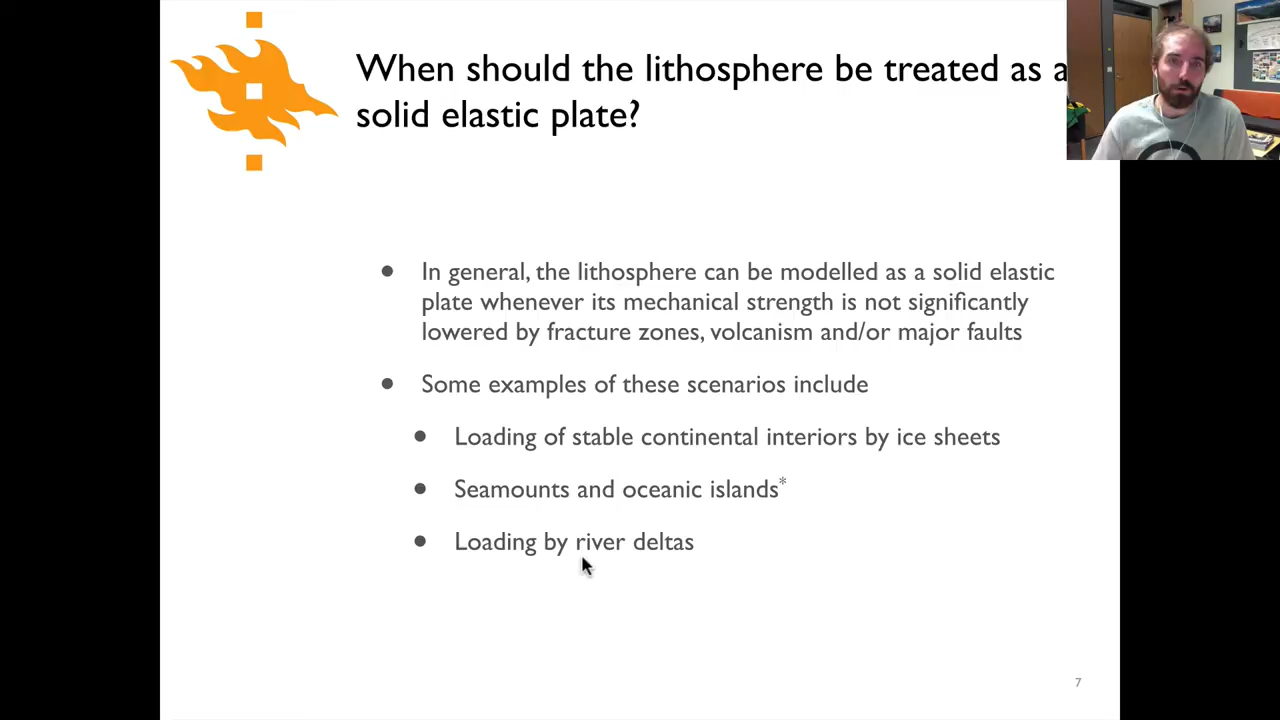 When should the lithosphere be treated as a
solid elastic plate?
• In general, the lithosphere can be modelled as a solid elastic
plate whenever its mechanical strength is not significantly
lowered by fracture zones, volcanism and/or major faults
• Some examples of these scenarios include
• Loading of stable continental interiors by ice sheets
• Seamounts and oceanic islands*
• Loading by river deltas
7